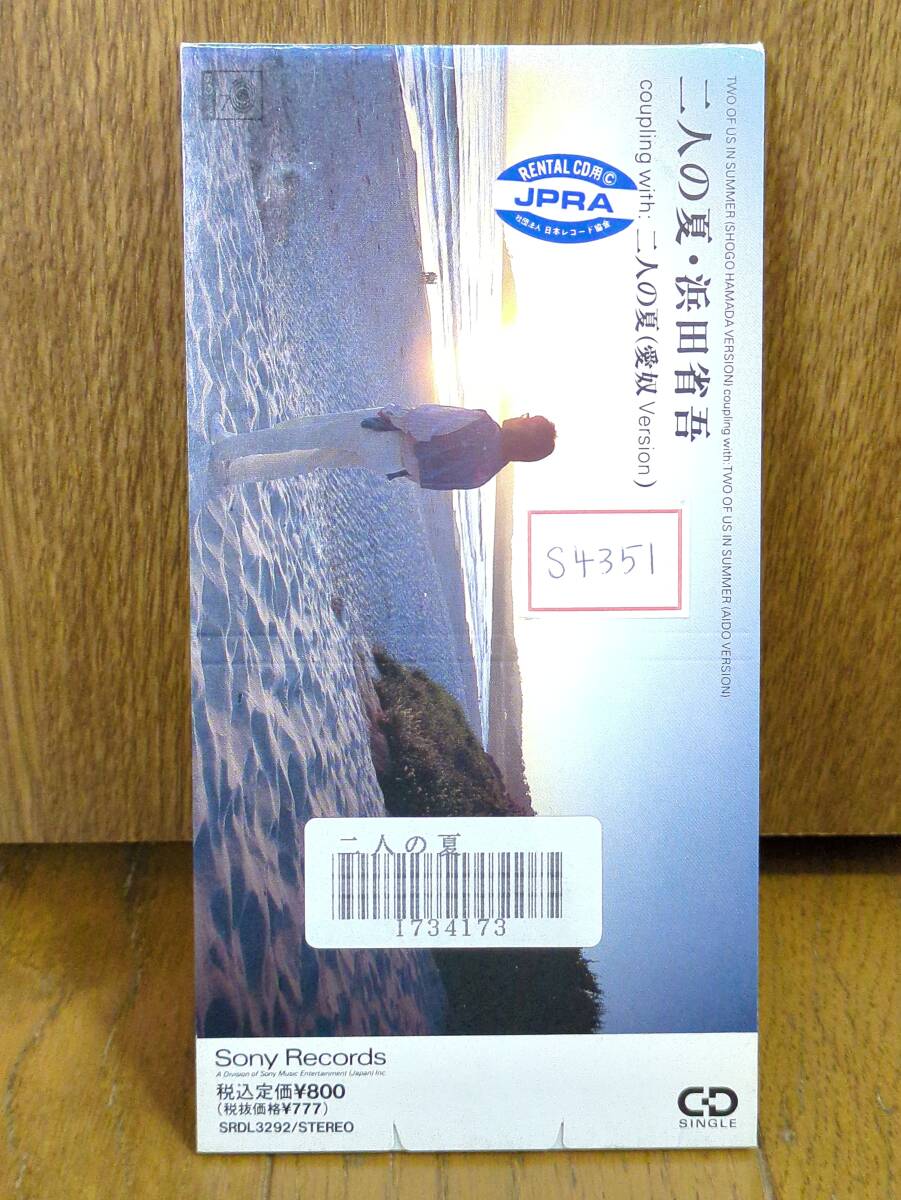 TWO OF US IN SUMMER (SHOGO HAMADA VERSION) coupling with: TWO OF US IN SUMMER (AIDO VERSION)
二人の夏・浜田省吾
coupling with: 二人の夏(愛奴 Version)
RENTAL CD用©
JPRA
社団法人 日本レコード協会
S4351
二人の夏
I734173
Sony Records
A Division of Sony Music Entertainment (Japan) Inc.
税込定価¥800
(税抜価格¥777)
SRDL3292/STEREO
CD
SINGLE